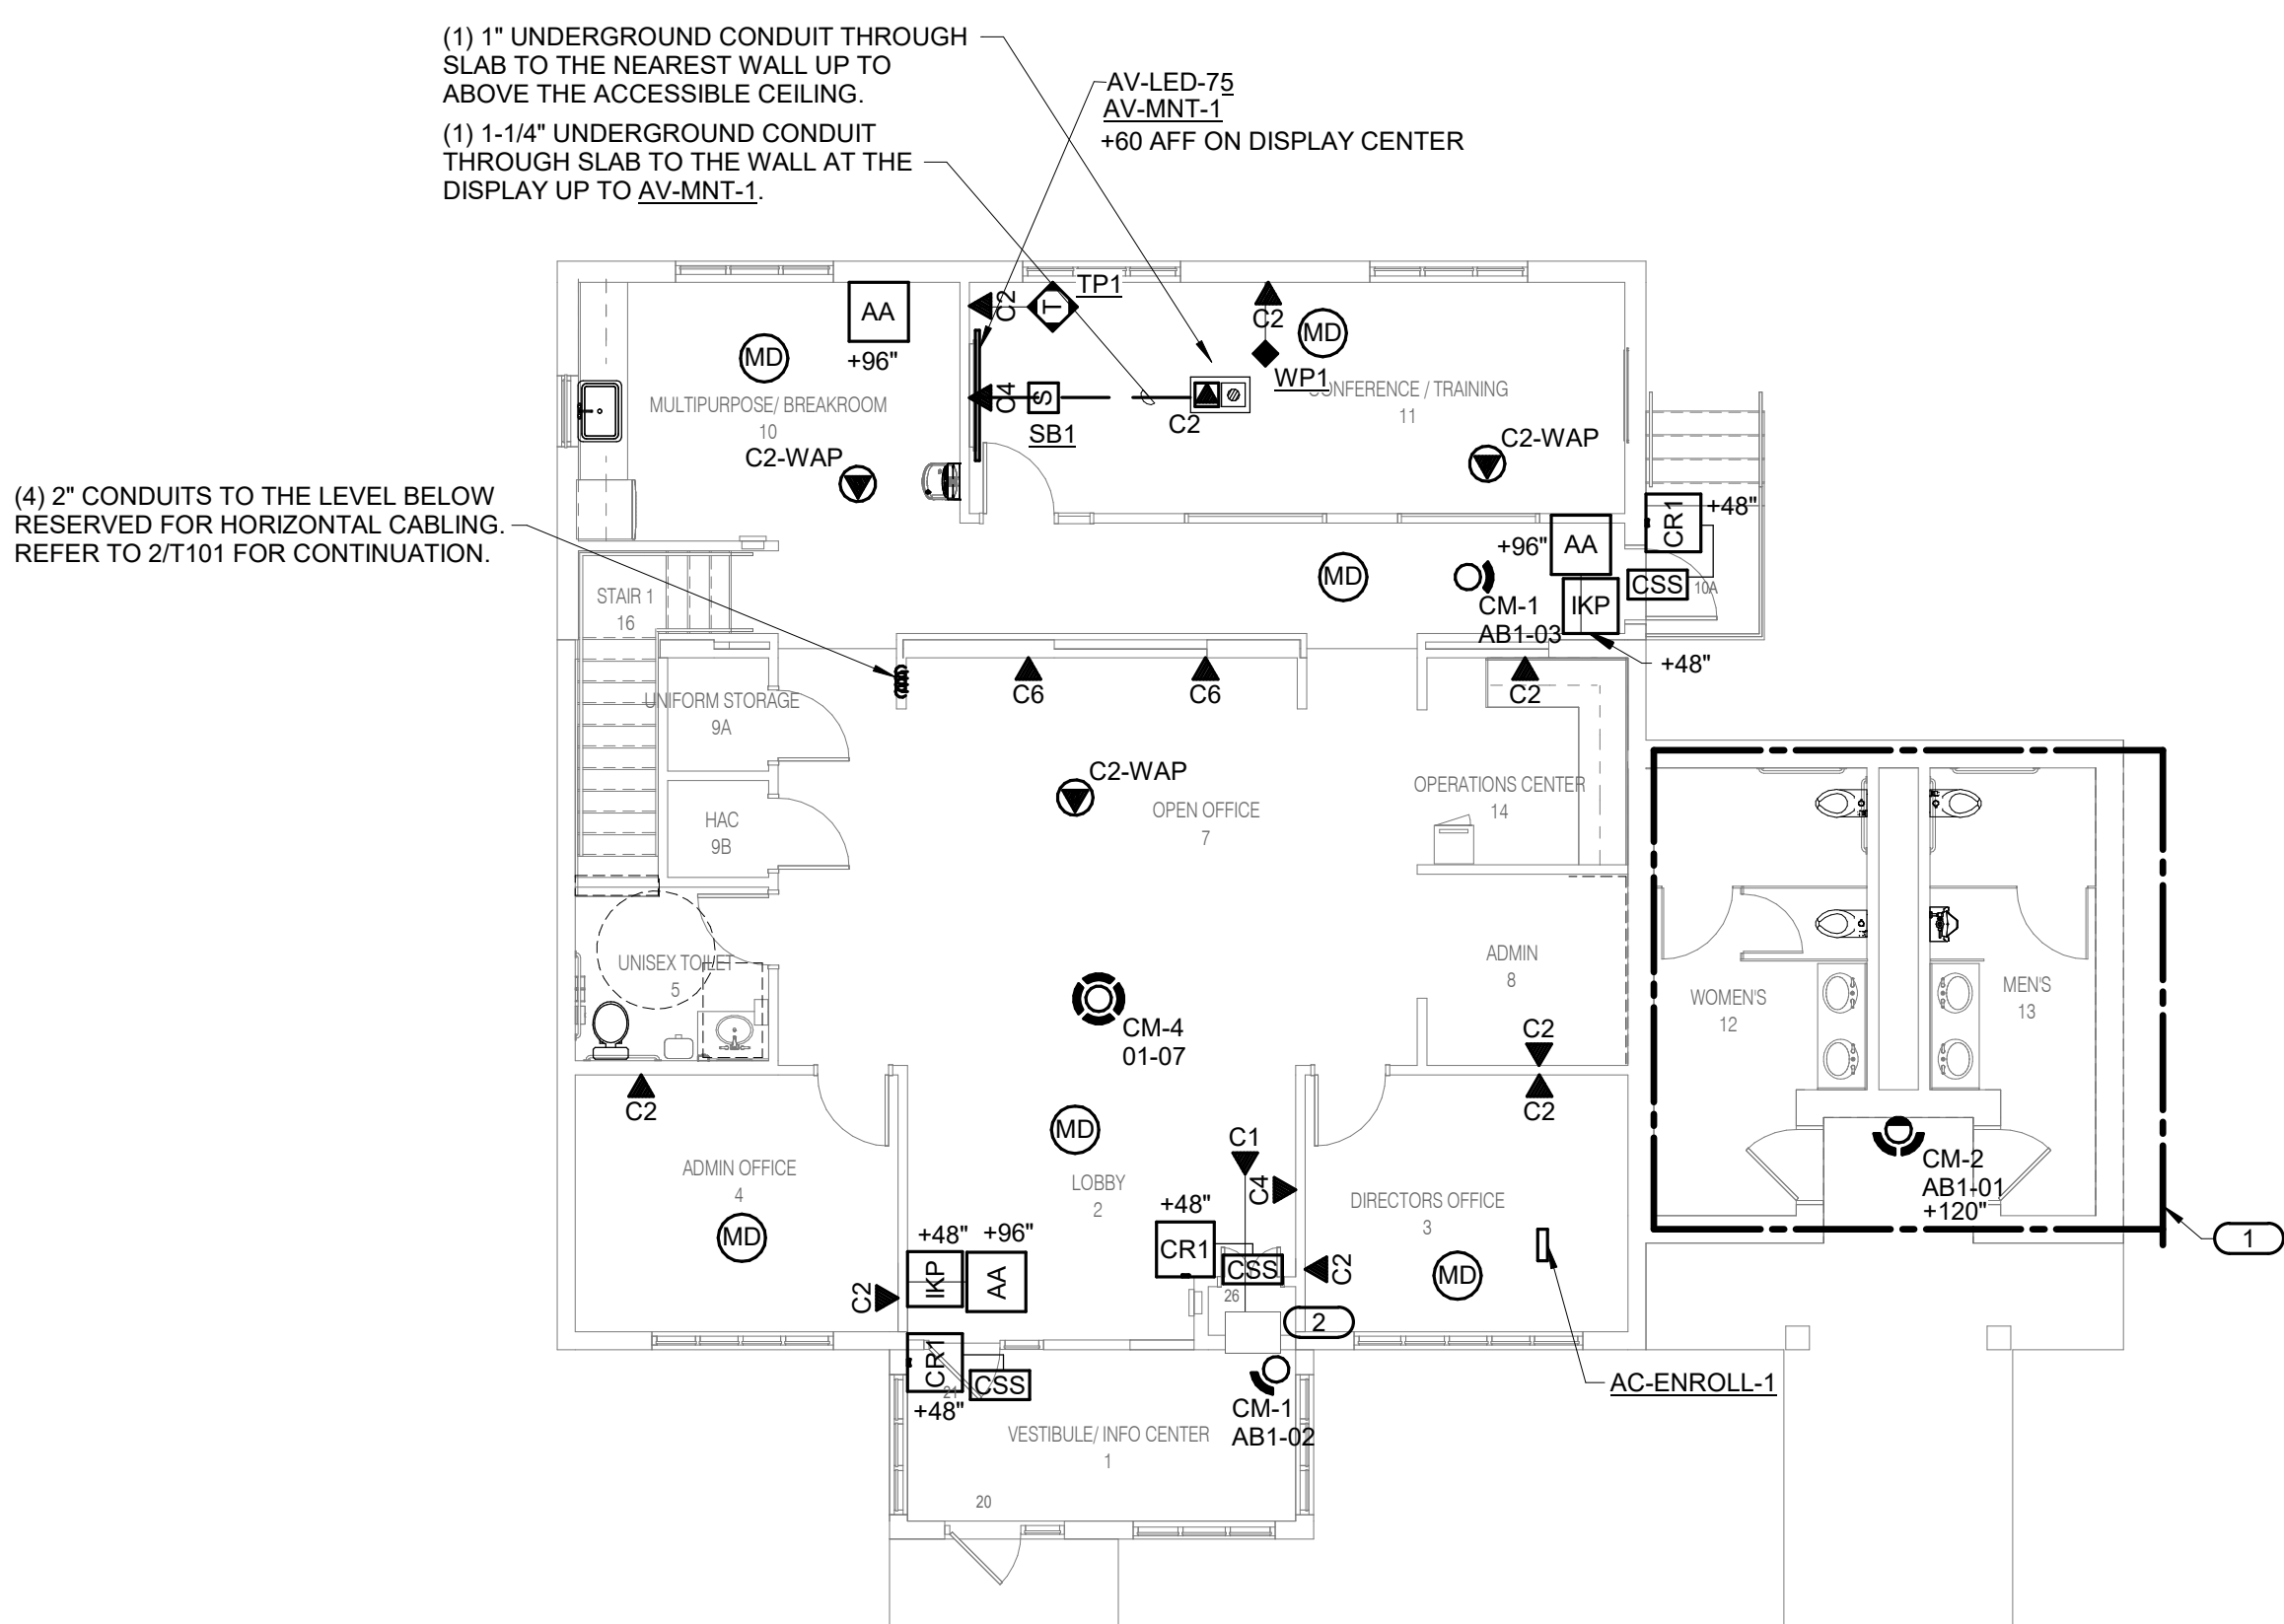 (1) 1" UNDERGROUND CONDUIT THROUGH
SLAB TO THE NEAREST WALL UP TO
ABOVE THE ACCESSIBLE CEILING.
(1) 1-1/4" UNDERGROUND CONDUIT
THROUGH SLAB TO THE WALL AT THE
DISPLAY UP TO AV-MNT-1.
AV-LED-75
AV-MNT-1
+60 AFF ON DISPLAY CENTER
AA
+96"
MD
MULTIPURPOSE/ BREAKROOM
10
C2-WAP
C2
T
TP1
C4
S
SB1
C2
C2
WP1
MD
CONFERENCE / TRAINING
11
C2-WAP
(4) 2" CONDUITS TO THE LEVEL BELOW
RESERVED FOR HORIZONTAL CABLING.
REFER TO 2/T101 FOR CONTINUATION.
CR1
+48"
+96"
AA
CSS
10A
IKP
+48"
MD
CM-1
AB1-03
STAIR 1
16
UNIFORM STORAGE
9A
HAC
9B
C6
C6
C2
C2-WAP
OPEN OFFICE
7
OPERATIONS CENTER
14
UNISEX TOILET
5
ADMIN
8
WOMEN'S
12
MEN'S
13
CM-4
01-07
C2
C2
C2
MD
C1
C4
CM-2
AB1-01
+120"
1
ADMIN OFFICE
4
MD
LOBBY
2
DIRECTORS OFFICE
3
MD
+48"
+96"
IKP
AA
C2
+48"
CR1
CSS
C2
26
2
CR1
CSS
21
+48"
CM-1
AB1-02
AC-ENROLL-1
VESTIBULE/ INFO CENTER
1
20